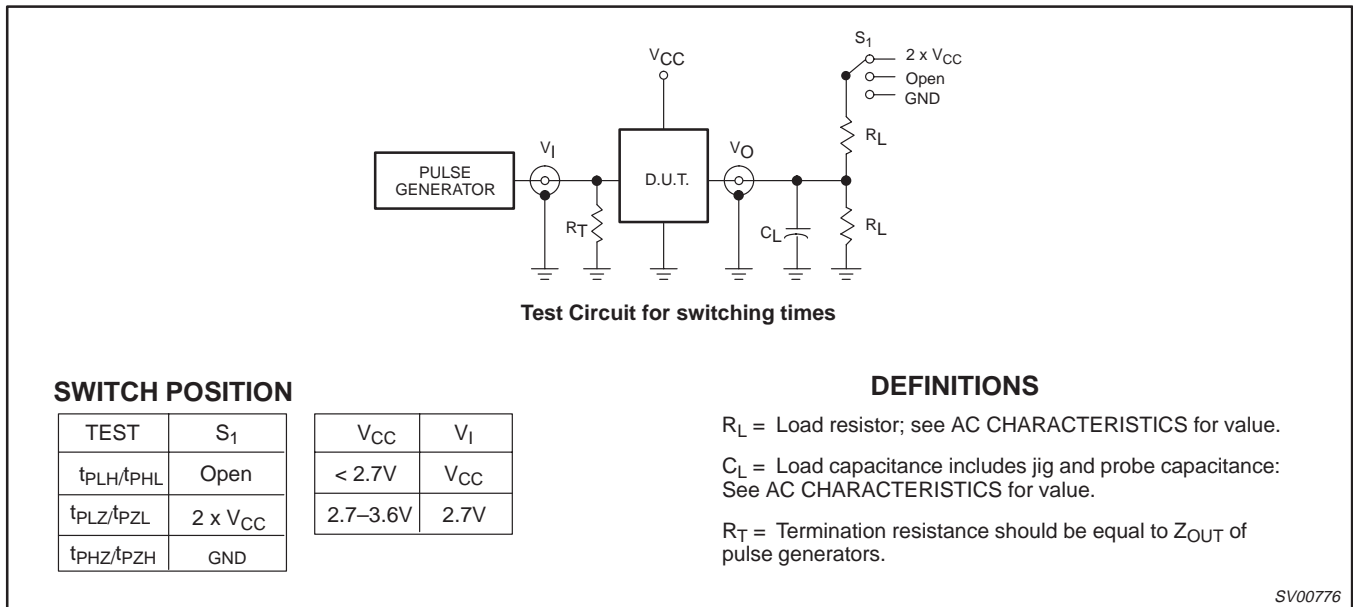 S1
2 x VCC
Open
GND
VCC
RL
VI
VO
PULSE
GENERATOR
D.U.T.
RT
CL
RL
Test Circuit for switching times
SWITCH POSITION
TEST S1
tPLH/tPHL Open
tPLZ/tPZL 2 x VCC
tPHZ/tPZH GND
VCC VI
< 2.7V VCC
2.7–3.6V 2.7V
DEFINITIONS
RL = Load resistor; see AC CHARACTERISTICS for value.
CL = Load capacitance includes jig and probe capacitance:
See AC CHARACTERISTICS for value.
RT = Termination resistance should be equal to ZOUT of
pulse generators.
SV00776